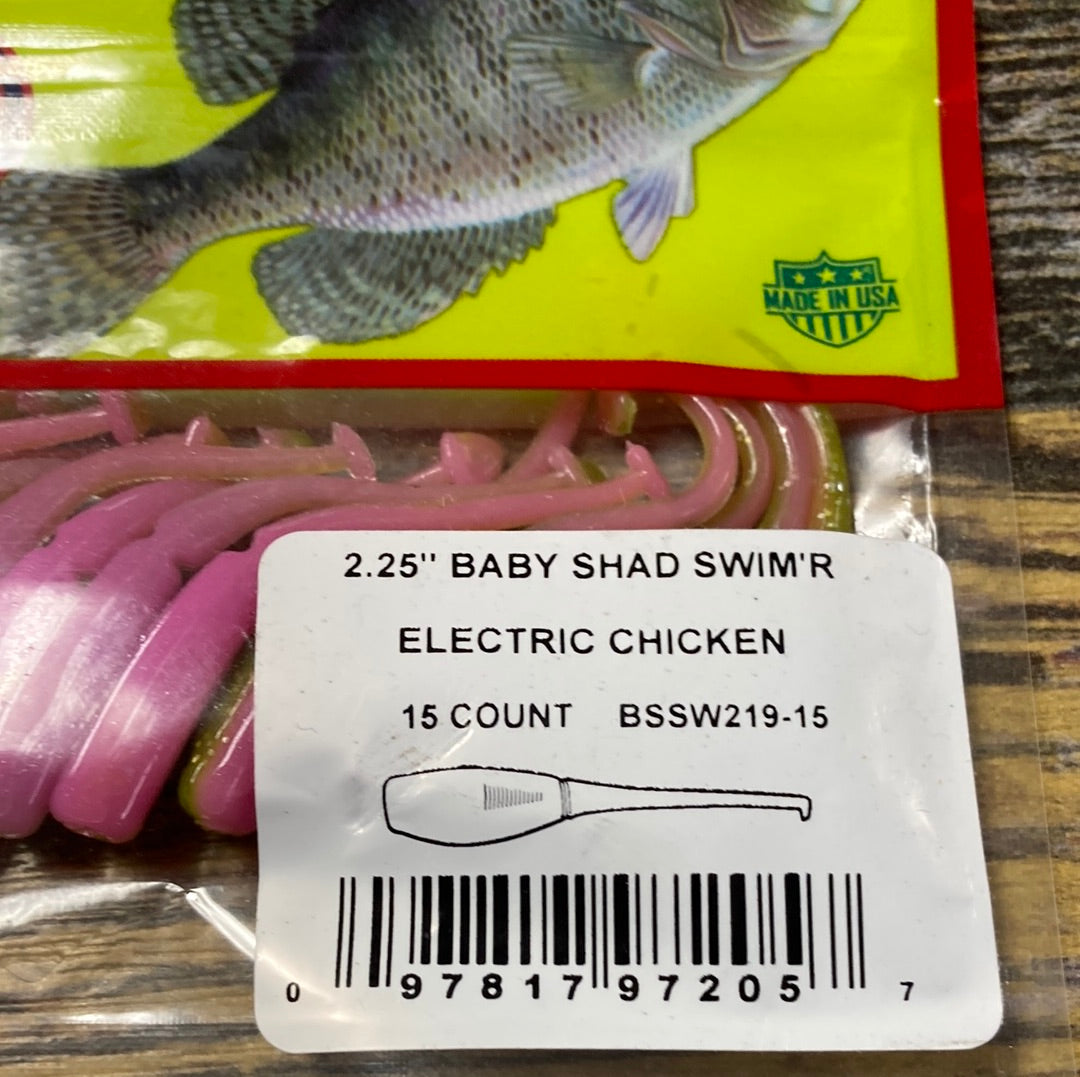 MADE IN USA
2.25" BABY SHAD SWIM'R
ELECTRIC CHICKEN
15 COUNT BSSW219-15
0 97817 97205 7